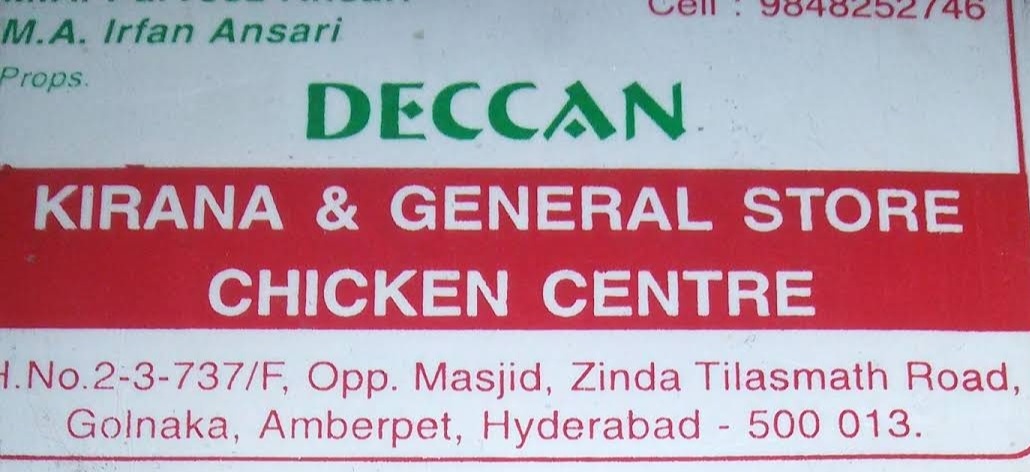 Cell : 9848252746
M.A. Irfan Ansari
Props.
DECCAN
KIRANA & GENERAL STORE
CHICKEN CENTRE
H.No.2-3-737/F, Opp. Masjid, Zinda Tilasmath Road,
Golnaka, Amberpet, Hyderabad - 500 013.